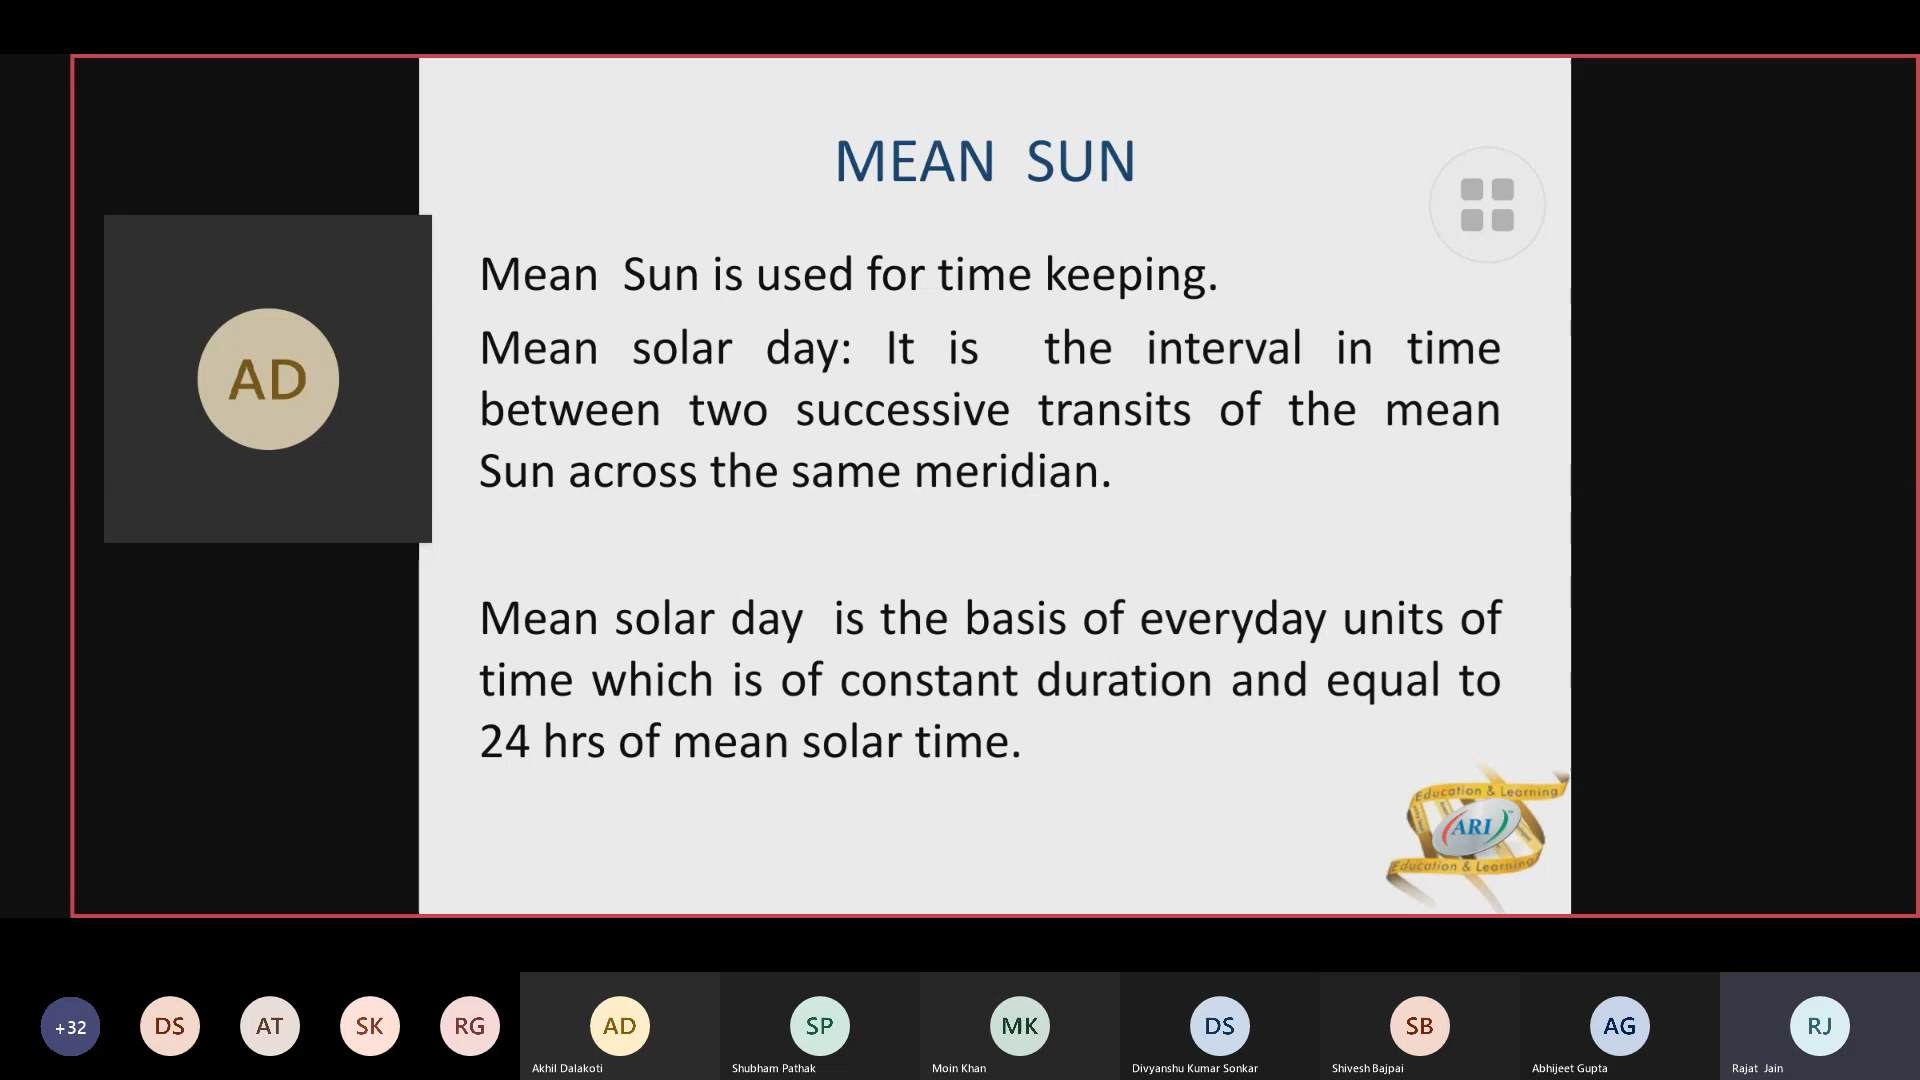 MEAN SUN
Mean Sun is used for time keeping.
Mean solar day: It is the interval in time
between two successive transits of the mean
Sun across the same meridian.
Mean solar day is the basis of everyday units of
time which is of constant duration and equal to
24 hrs of mean solar time.
AD
Education & Learning
ARI
Education & Learning
+32
DS
AT
SK
RG
AD
Akhil Dalakoti
SP
Shubham Pathak
MK
Moin Khan
DS
Divyanshu Kumar Sonkar
SB
Shivesh Bajpai
AG
Abhijeet Gupta
RJ
Rajat Jain